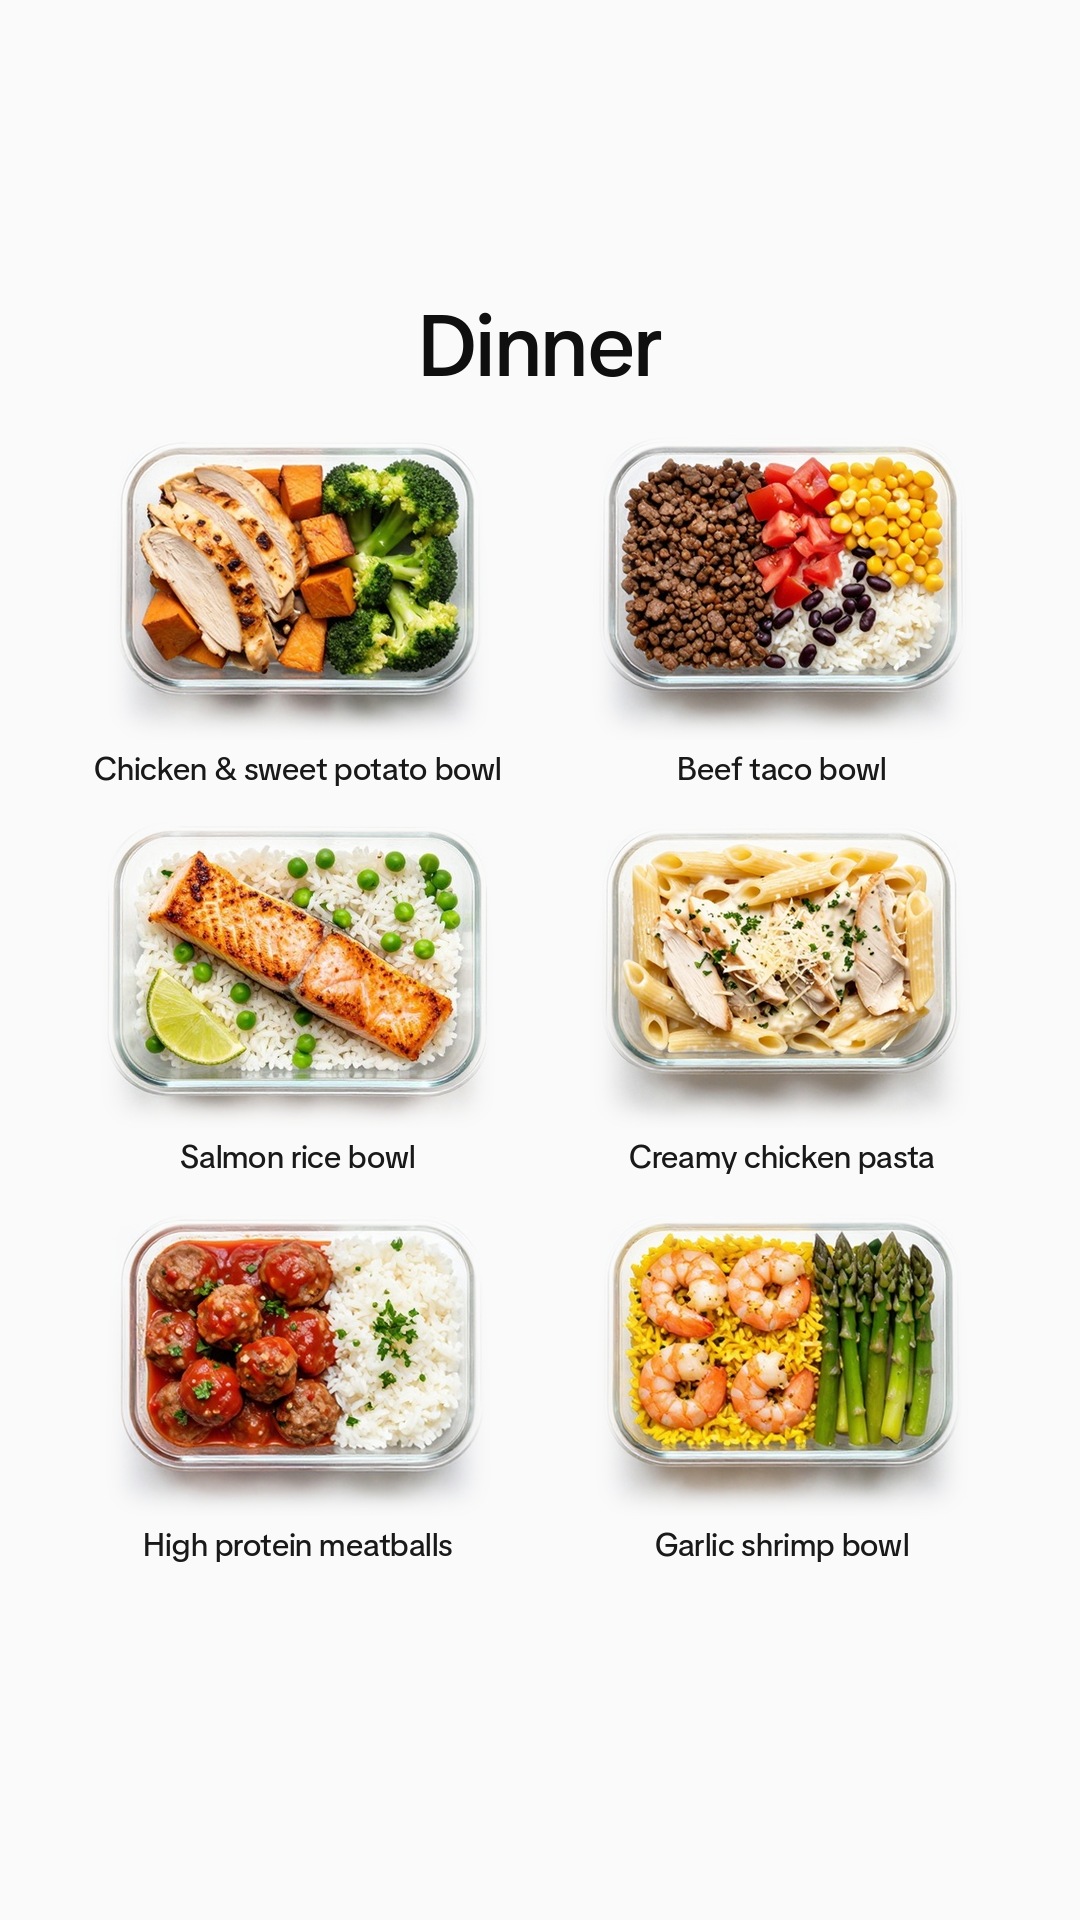 Dinner
Chicken & sweet potato bowl
Beef taco bowl
Salmon rice bowl
Creamy chicken pasta
High protein meatballs
Garlic shrimp bowl